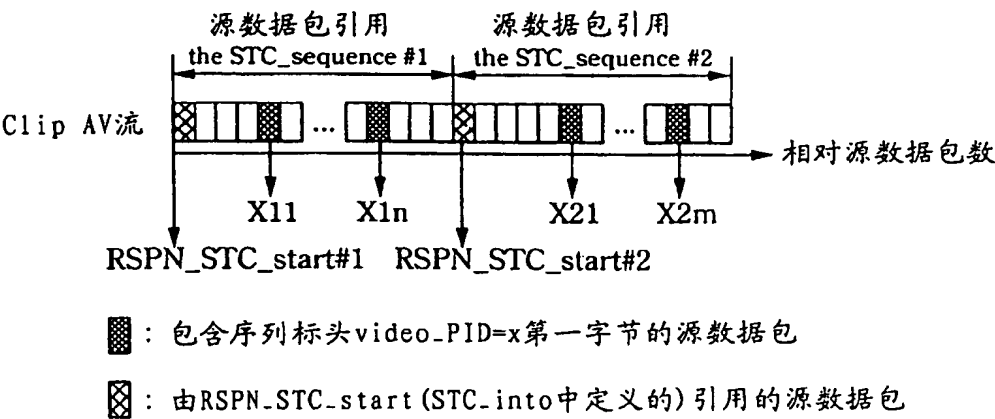 源数据包引用 源数据包引用
the STC_sequence #1 the STC_sequence #2
Clip AV流
... ...
相对源数据包数
X11 X1n X21 X2m
RSPN_STC_start#1 RSPN_STC_start#2
: 包含序列标头video_PID=x第一字节的源数据包
: 由RSPN_STC_start(STC_into中定义的)引用的源数据包